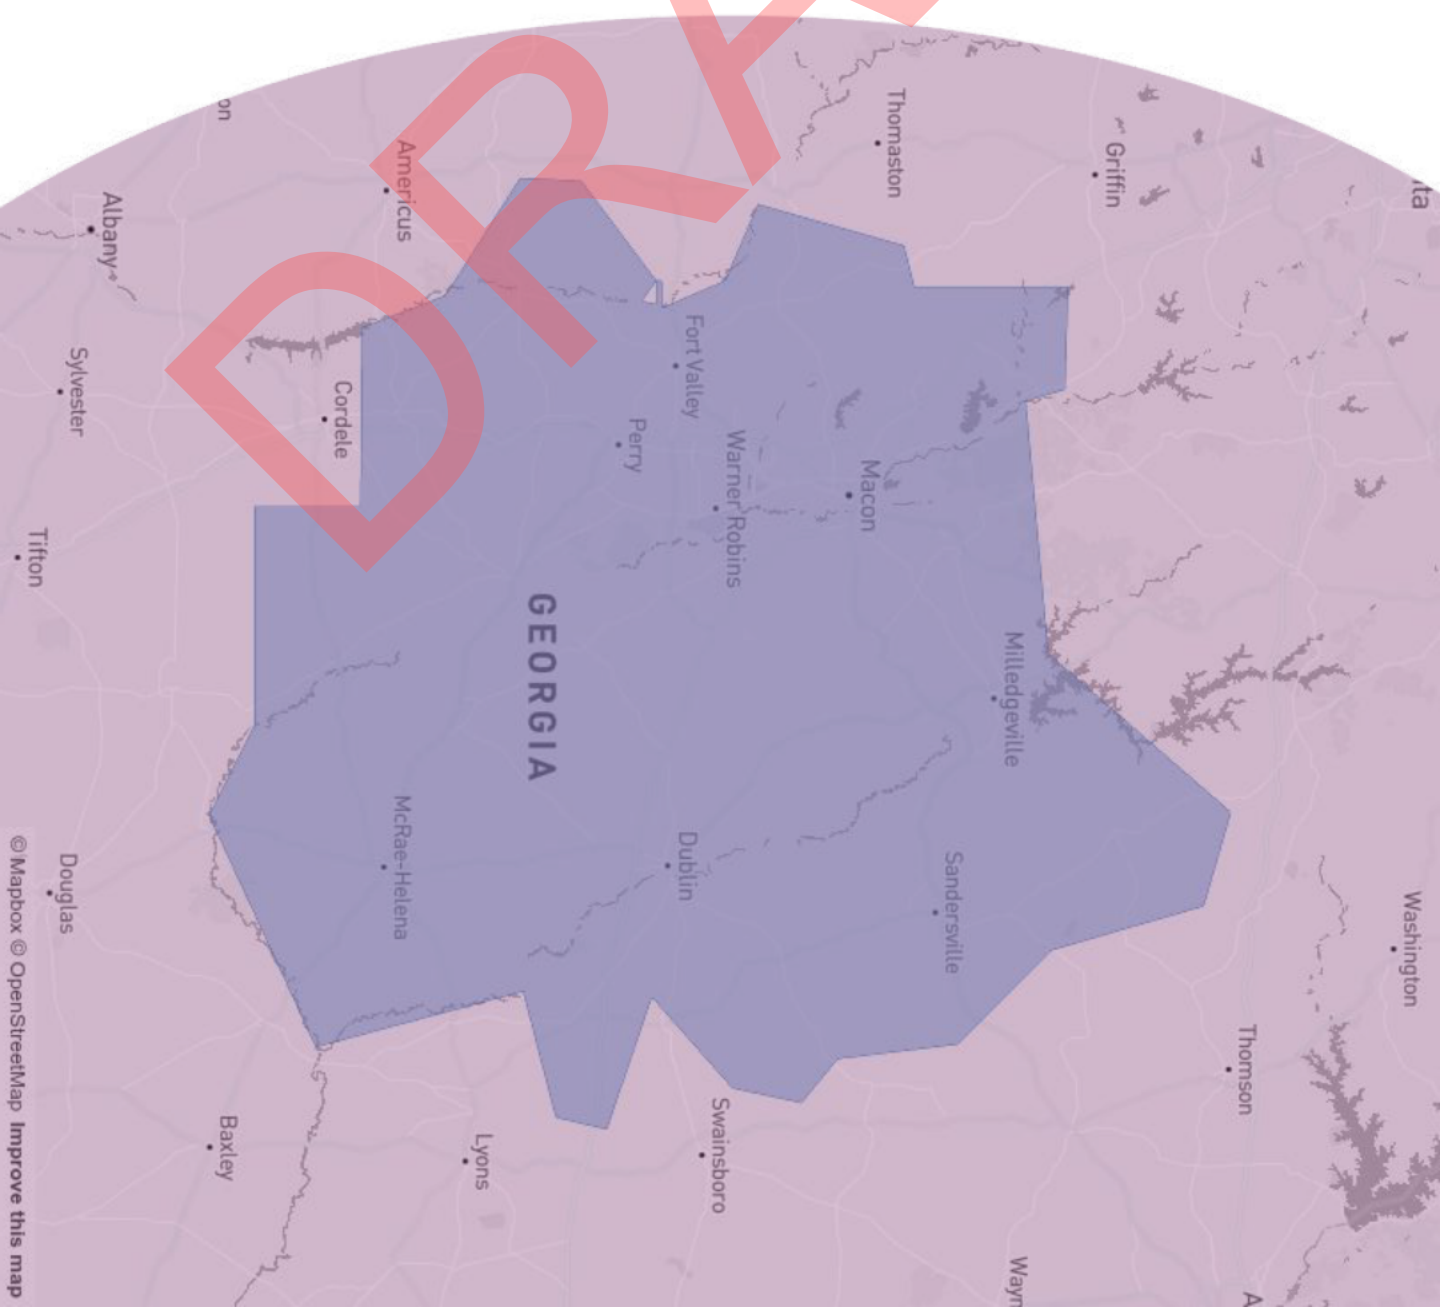 DRA
Washington
Thomson
Griffin
Thomaston
Milledgeville
Sandersville
Macon
Warner Robins
Fort Valley
Swainsboro
Dublin
Perry
GEORGIA
Lyons
Americus
McRae-Helena
Cordele
Baxley
Albany
Sylvester
Douglas
Tifton
© Mapbox © OpenStreetMap Improve this map